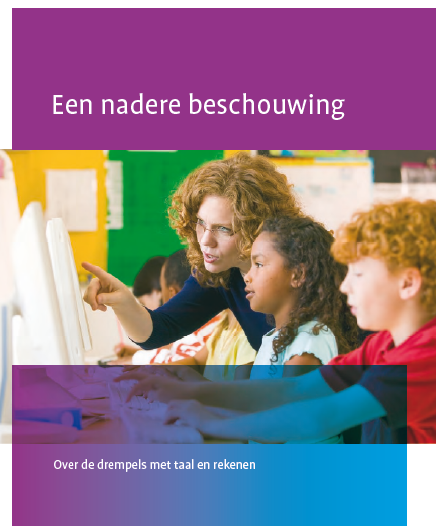 Een nadere beschouwing
Over de drempels met taal en rekenen